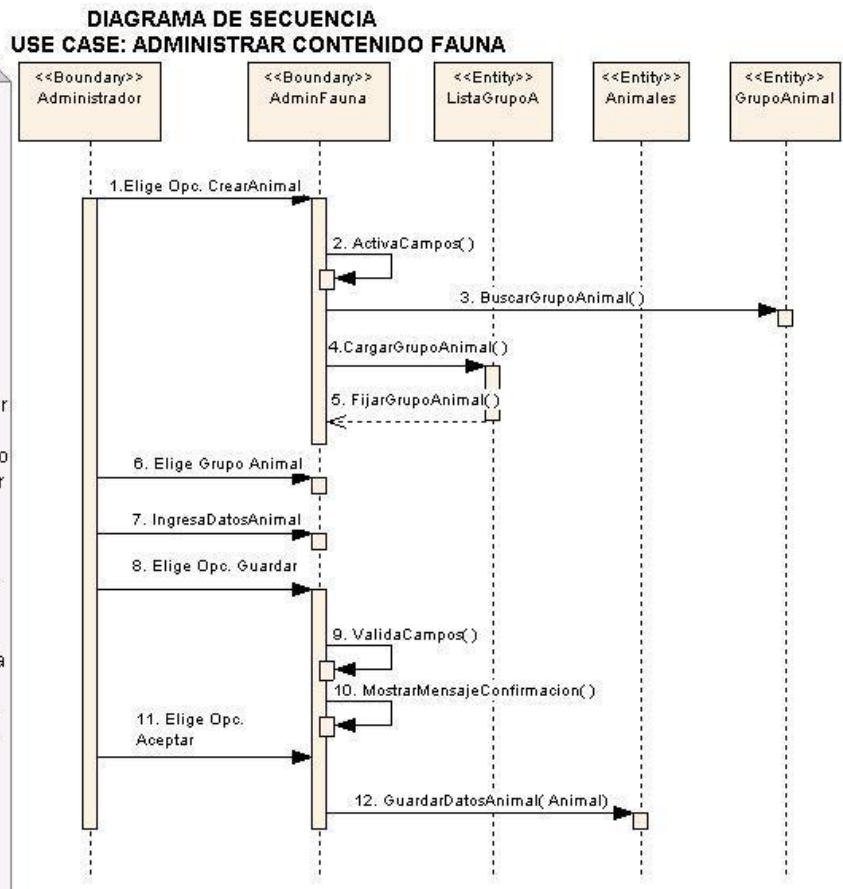 DIAGRAMA DE SECUENCIA
USE CASE: ADMINISTRAR CONTENIDO FAUNA
<<Boundary>>
Administrador
<<Boundary>>
AdminFauna
<<Entity>>
ListaGrupoA
<<Entity>>
Animales
<<Entity>>
GrupoAnimal
1.Elige Opc. CrearAnimal
2. ActivaCampos()
3. BuscarGrupoAnimal()
4.CargarGrupoAnimal()
5. FijarGrupoAnimal()
6. Elige Grupo Animal
7. IngresaDatosAnimal
8. Elige Opc. Guardar
9. ValidaCampos()
10. MostrarMensajeConfirmacion()
11. Elige Opc.
Aceptar
12. GuardarDatosAnimal( Animal)